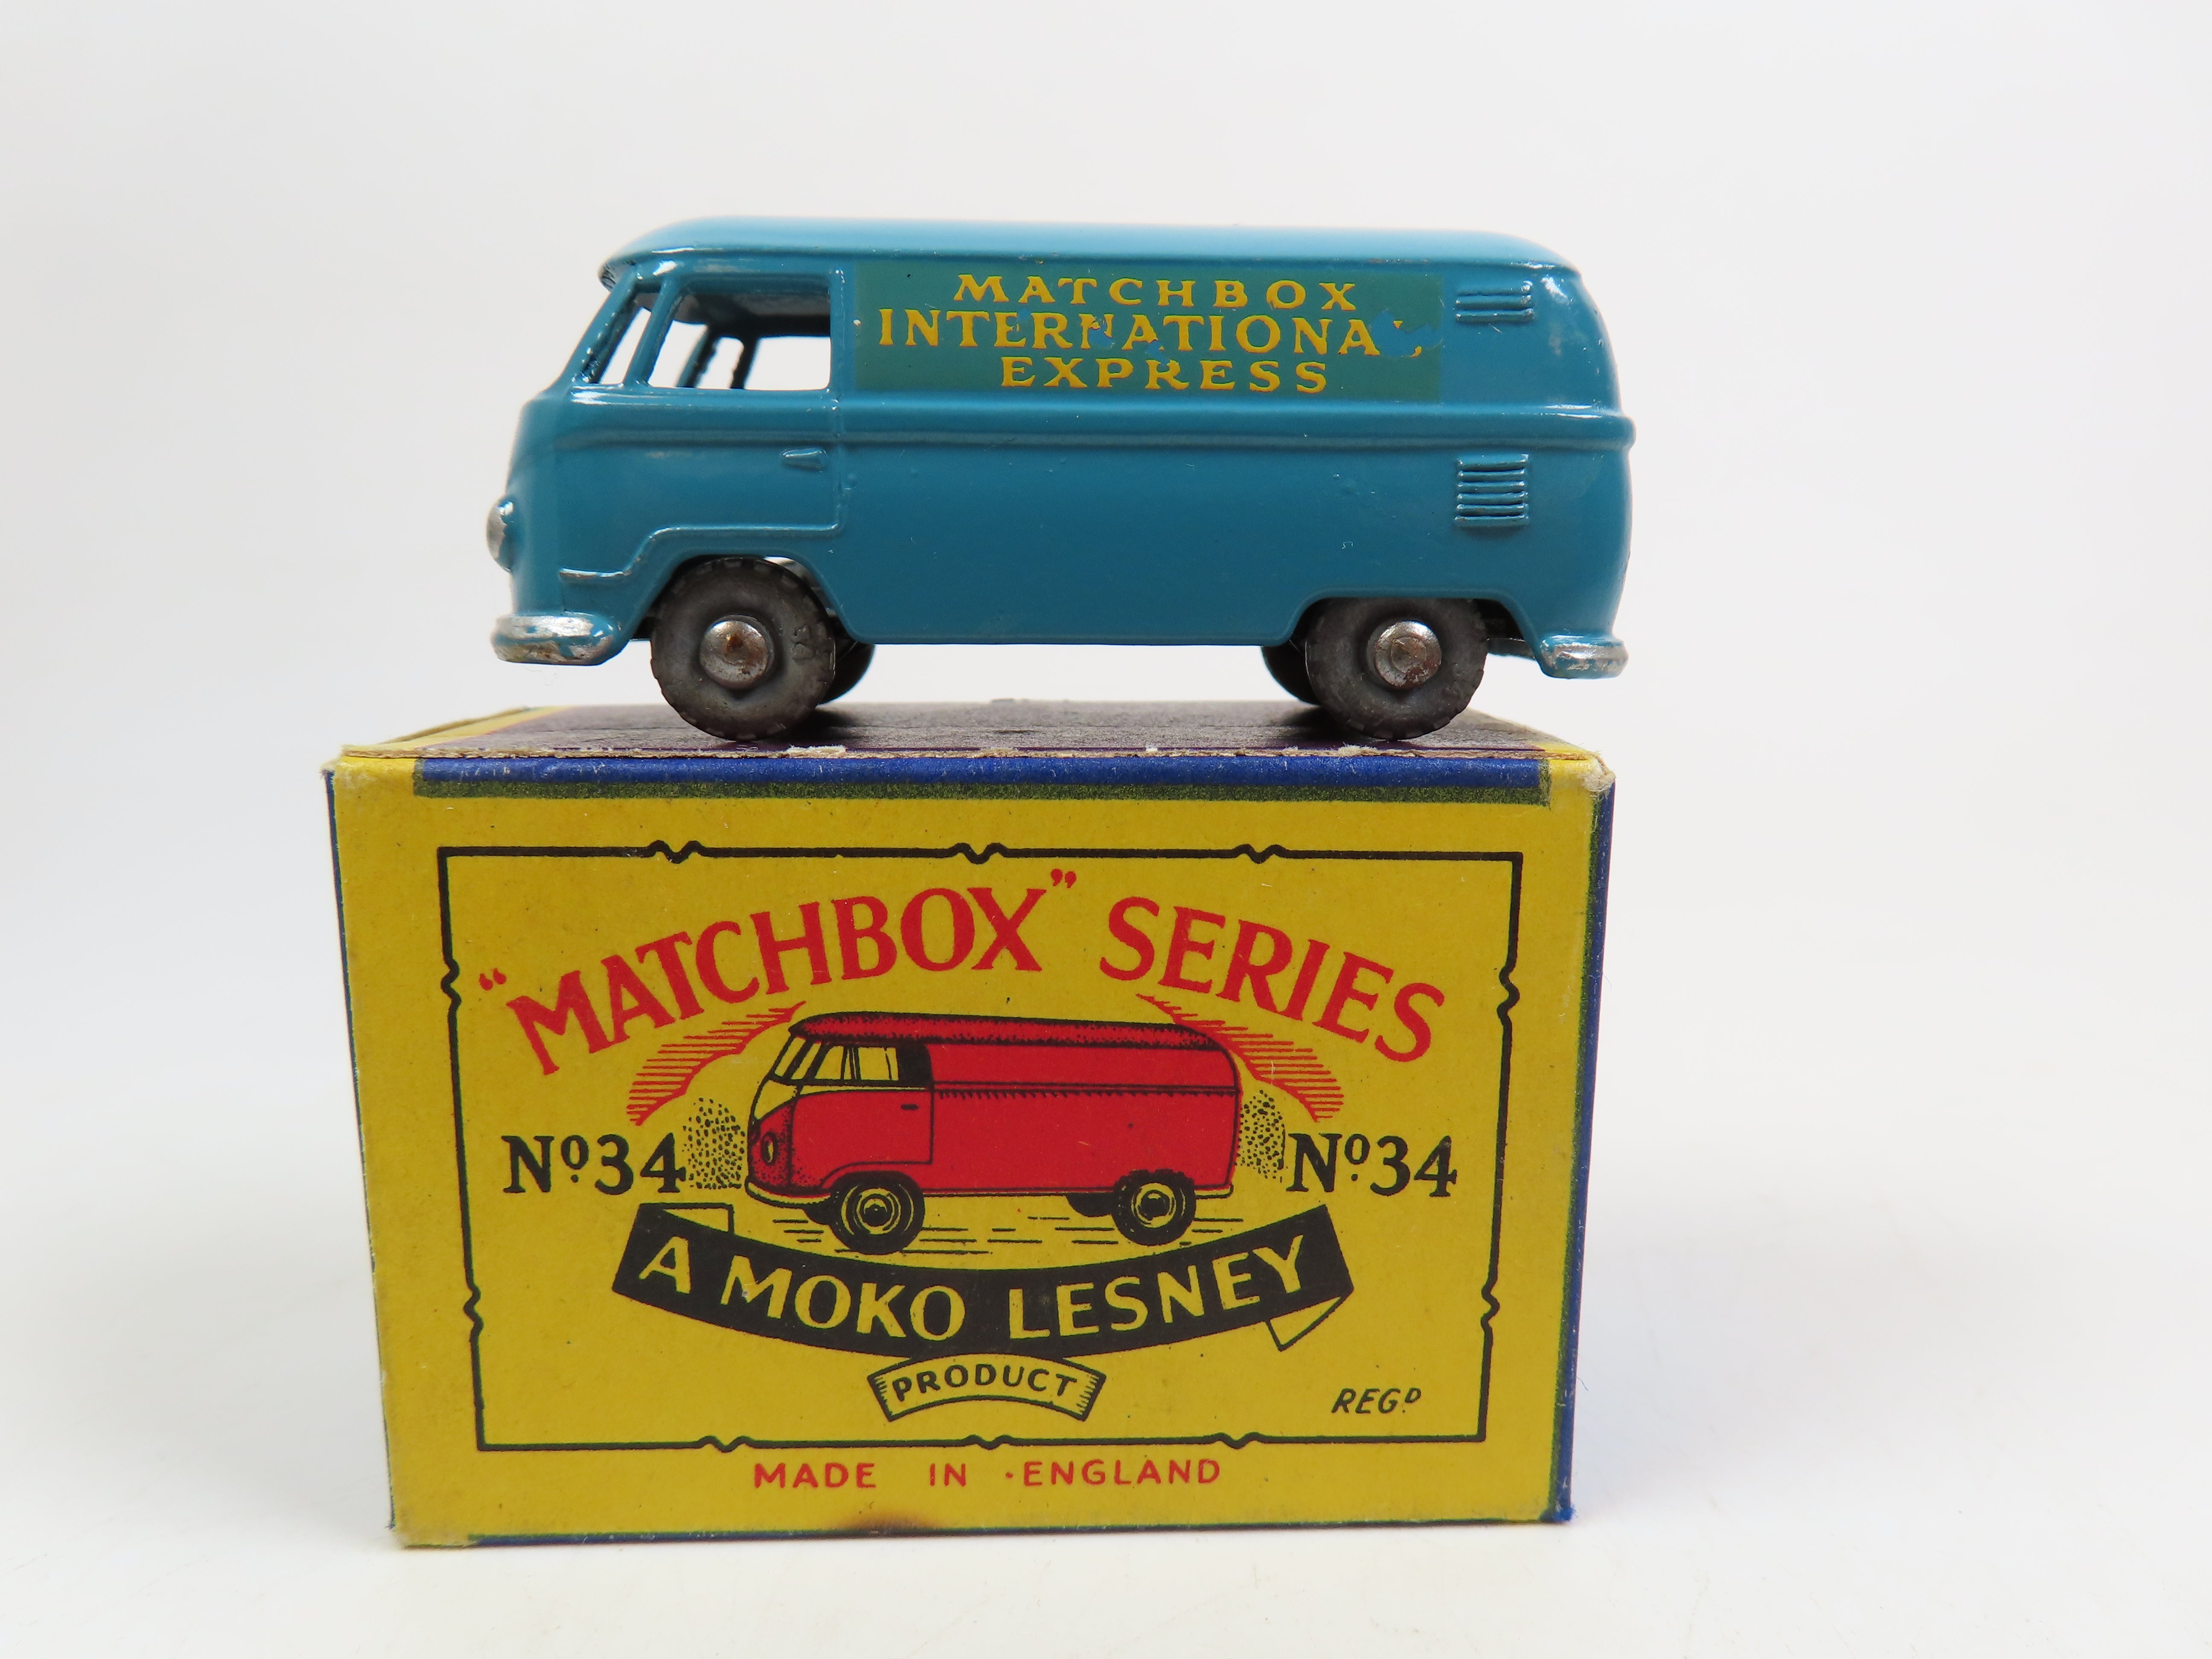 MATCHBOX
INTERNATIONAL
EXPRESS
"MATCHBOX" SERIES
Nº34 Nº34
A MOKO LESNEY
PRODUCT
REGᴰ
MADE IN ENGLAND